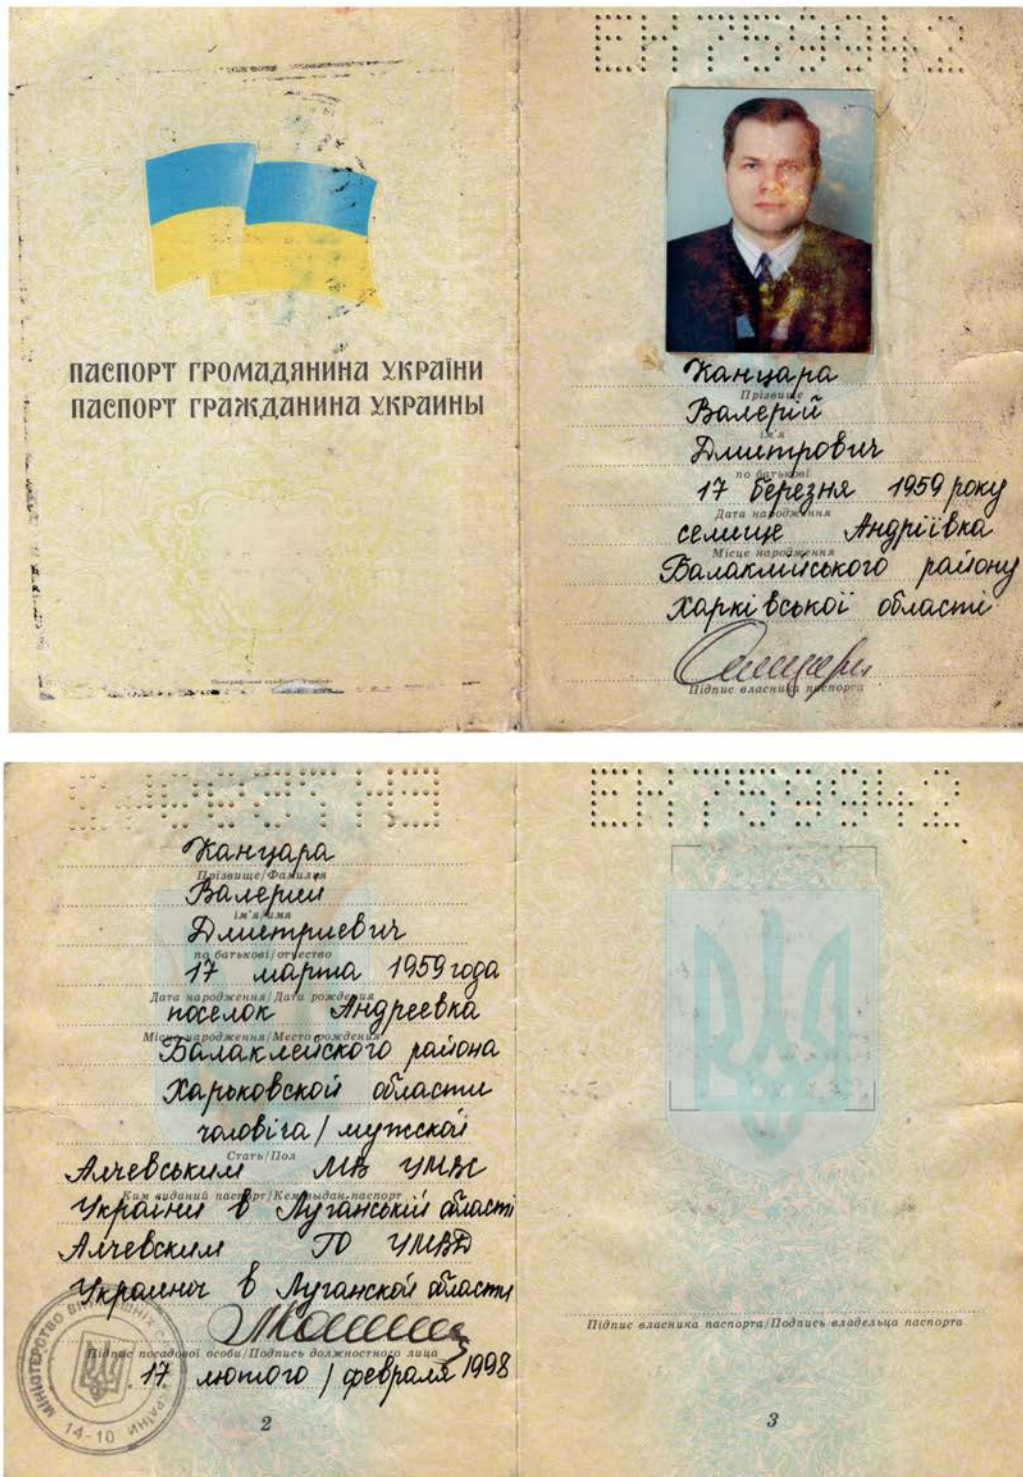 ЕН 759942
ПАСПОРТ ГРОМАДЯНИНА УКРАЇНИ
ПАСПОРТ ГРАЖДАНИНА УКРАИНЫ
Канцара
Прізвище
Валерій
ім'я
Дмитрович
по батькові
17 березня 1959 року
Дата народження
селище Андріївка
Місце народження
Балаклійського району
Харківської області
Підпис власника паспорта
ЕН 759942
Канцара
Прізвище/Фамилия
Валерий
ім'я/имя
Дмитриевич
по батькові/отчество
17 марта 1959 года
Дата народження/Дата рождения
поселок Андреевка
Місце народження/Место рождения
Балаклейского района
Харьковской области
чоловіча / мужской
Стать/Пол
Алчевським МВ УМВС
Ким виданий паспорт/Кем выдан паспорт
України в Луганській області
Алчевским ГО УМВД
Украины в Луганской области
Підпис посадової особи/Подпись должностного лица
17 лютого / февраля 1998
14-10
2
Підпис власника паспорта/Подпись владельца паспорта
3